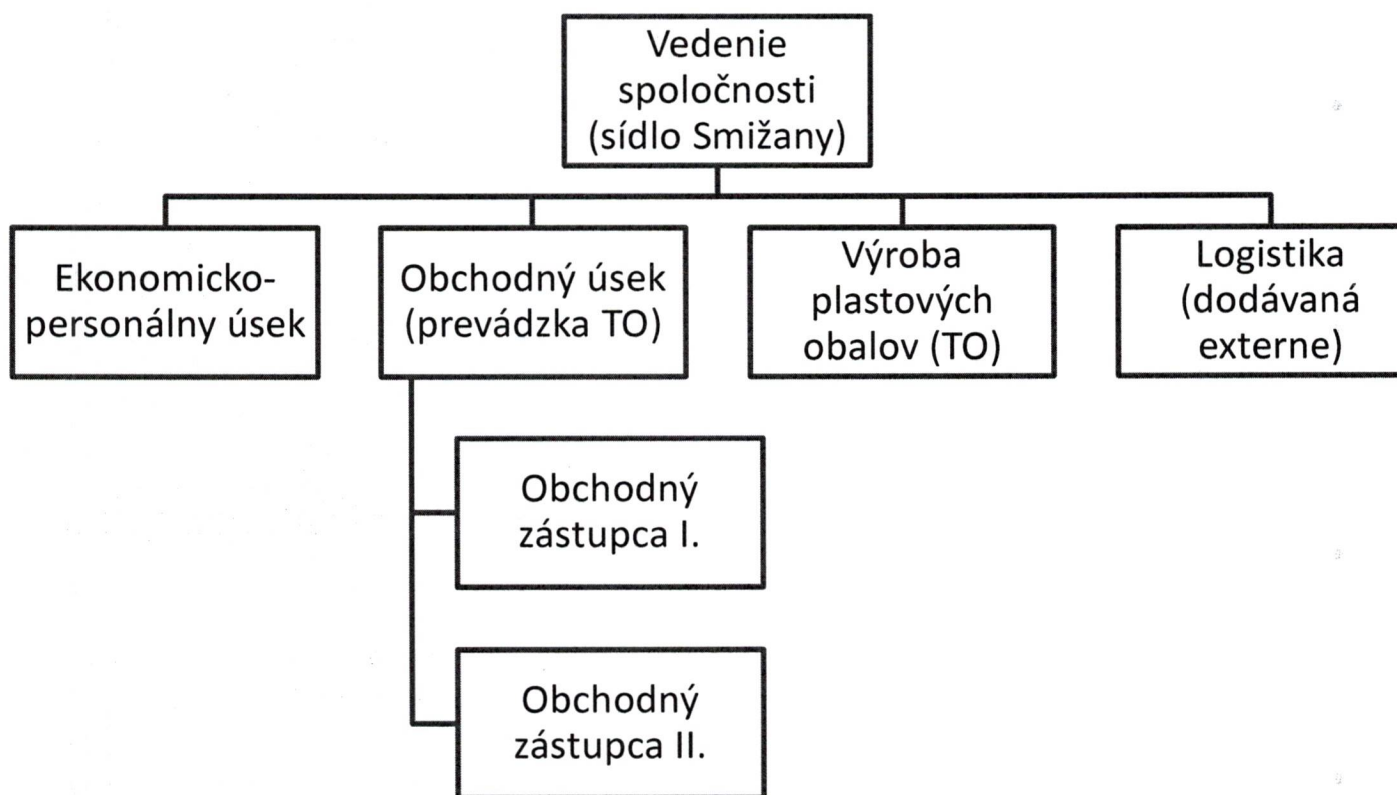 Vedenie
spoločnosti
(sídlo Smižany)
Ekonomicko-
personálny úsek
Obchodný úsek
(prevádzka TO)
Výroba
plastových
obalov (TO)
Logistika
(dodávaná
externe)
Obchodný
zástupca I.
Obchodný
zástupca II.